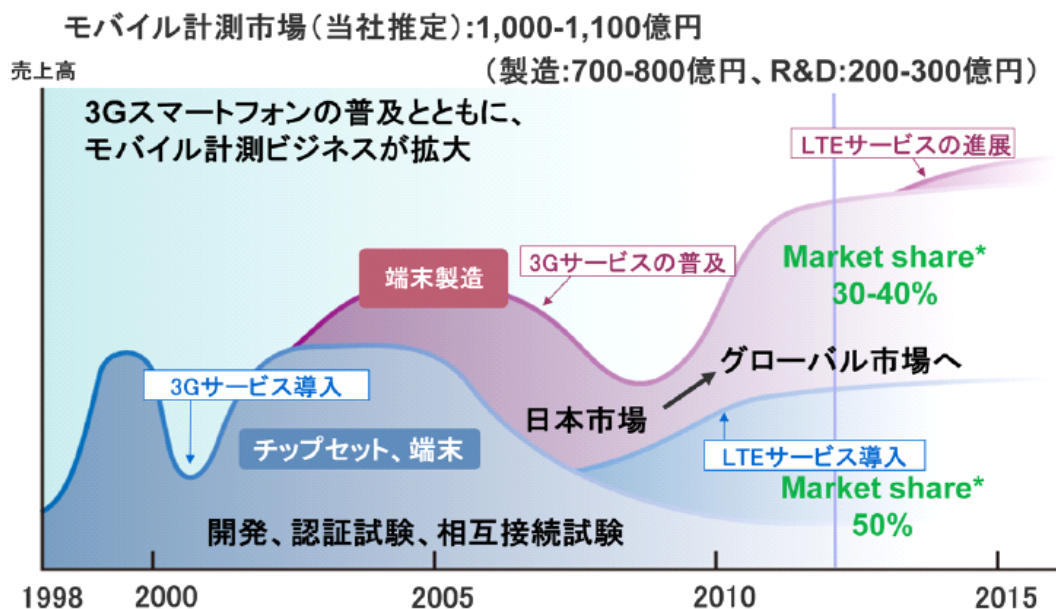 モバイル計測市場(当社推定):1,000-1,100億円
(製造:700-800億円、R&D:200-300億円)
売上高
3Gスマートフォンの普及とともに、
モバイル計測ビジネスが拡大
LTEサービスの進展
3Gサービスの普及
端末製造
Market share*
30-40%
グローバル市場へ
3Gサービス導入
日本市場
チップセット、端末
LTEサービス導入
Market share*
50%
開発、認証試験、相互接続試験
1998 2000 2005 2010 2015